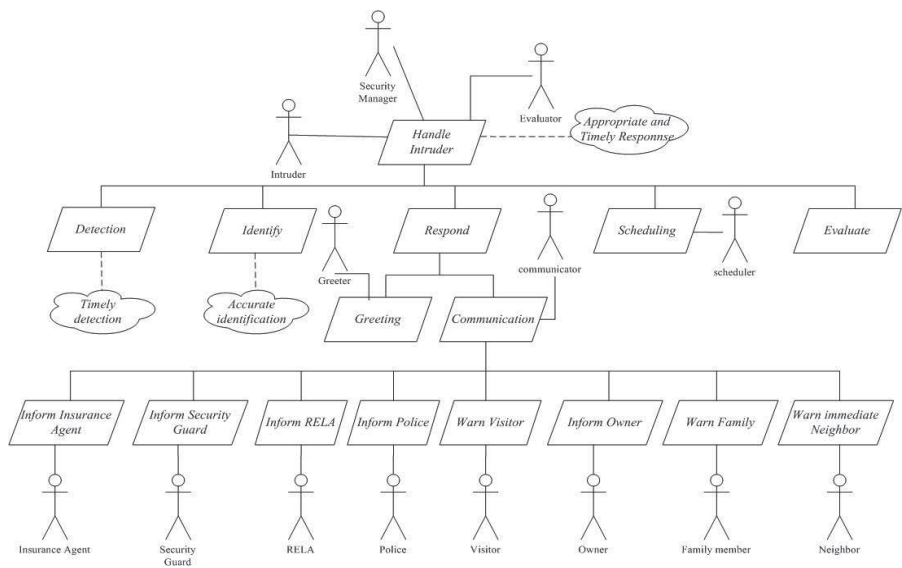 Security
Manager
Evaluator
Appropriate and
Timely Responnse
Handle
Intruder
Intruder
Detection
Identify
Respond
Scheduling
Evaluate
Greeter
communicator
scheduler
Timely
detection
Accurate
identification
Greeting
Communication
Inform Insurance
Agent
Inform Security
Guard
Inform RELA
Inform Police
Warn Visitor
Inform Owner
Warn Family
Warn immediate
Neighbor
Insurance Agent
Security
Guard
RELA
Police
Visitor
Owner
Family member
Neighbor